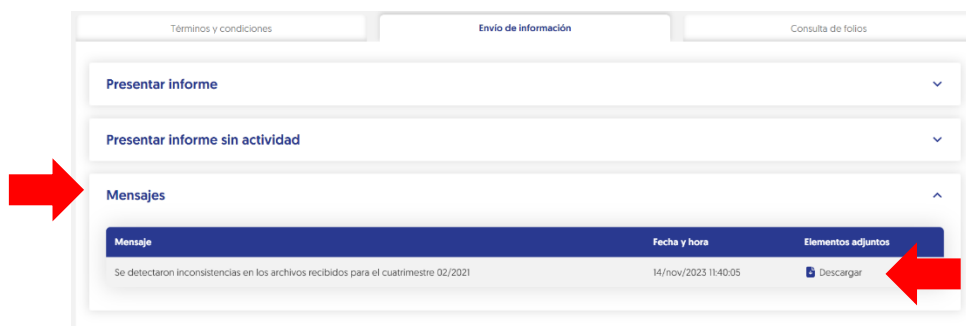 Términos y condiciones
Envío de información
Consulta de folios
Presentar informe
Presentar informe sin actividad
Mensajes
Mensaje Fecha y hora Elementos adjuntos
Se detectaron inconsistencias en los archivos recibidos para el cuatrimestre 02/2021 14/nov/2023 11:40:05 Descargar